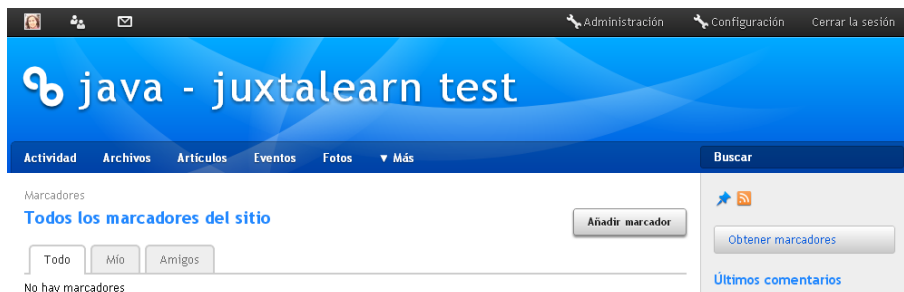 Administración Configuración Cerrar la sesión
java - juxtalearn test
Actividad Archivos Artículos Eventos Fotos ▼ Más Buscar
Marcadores
Todos los marcadores del sitio
Añadir marcador
Obtener marcadores
Todo Mío Amigos
Últimos comentarios
No hay marcadores